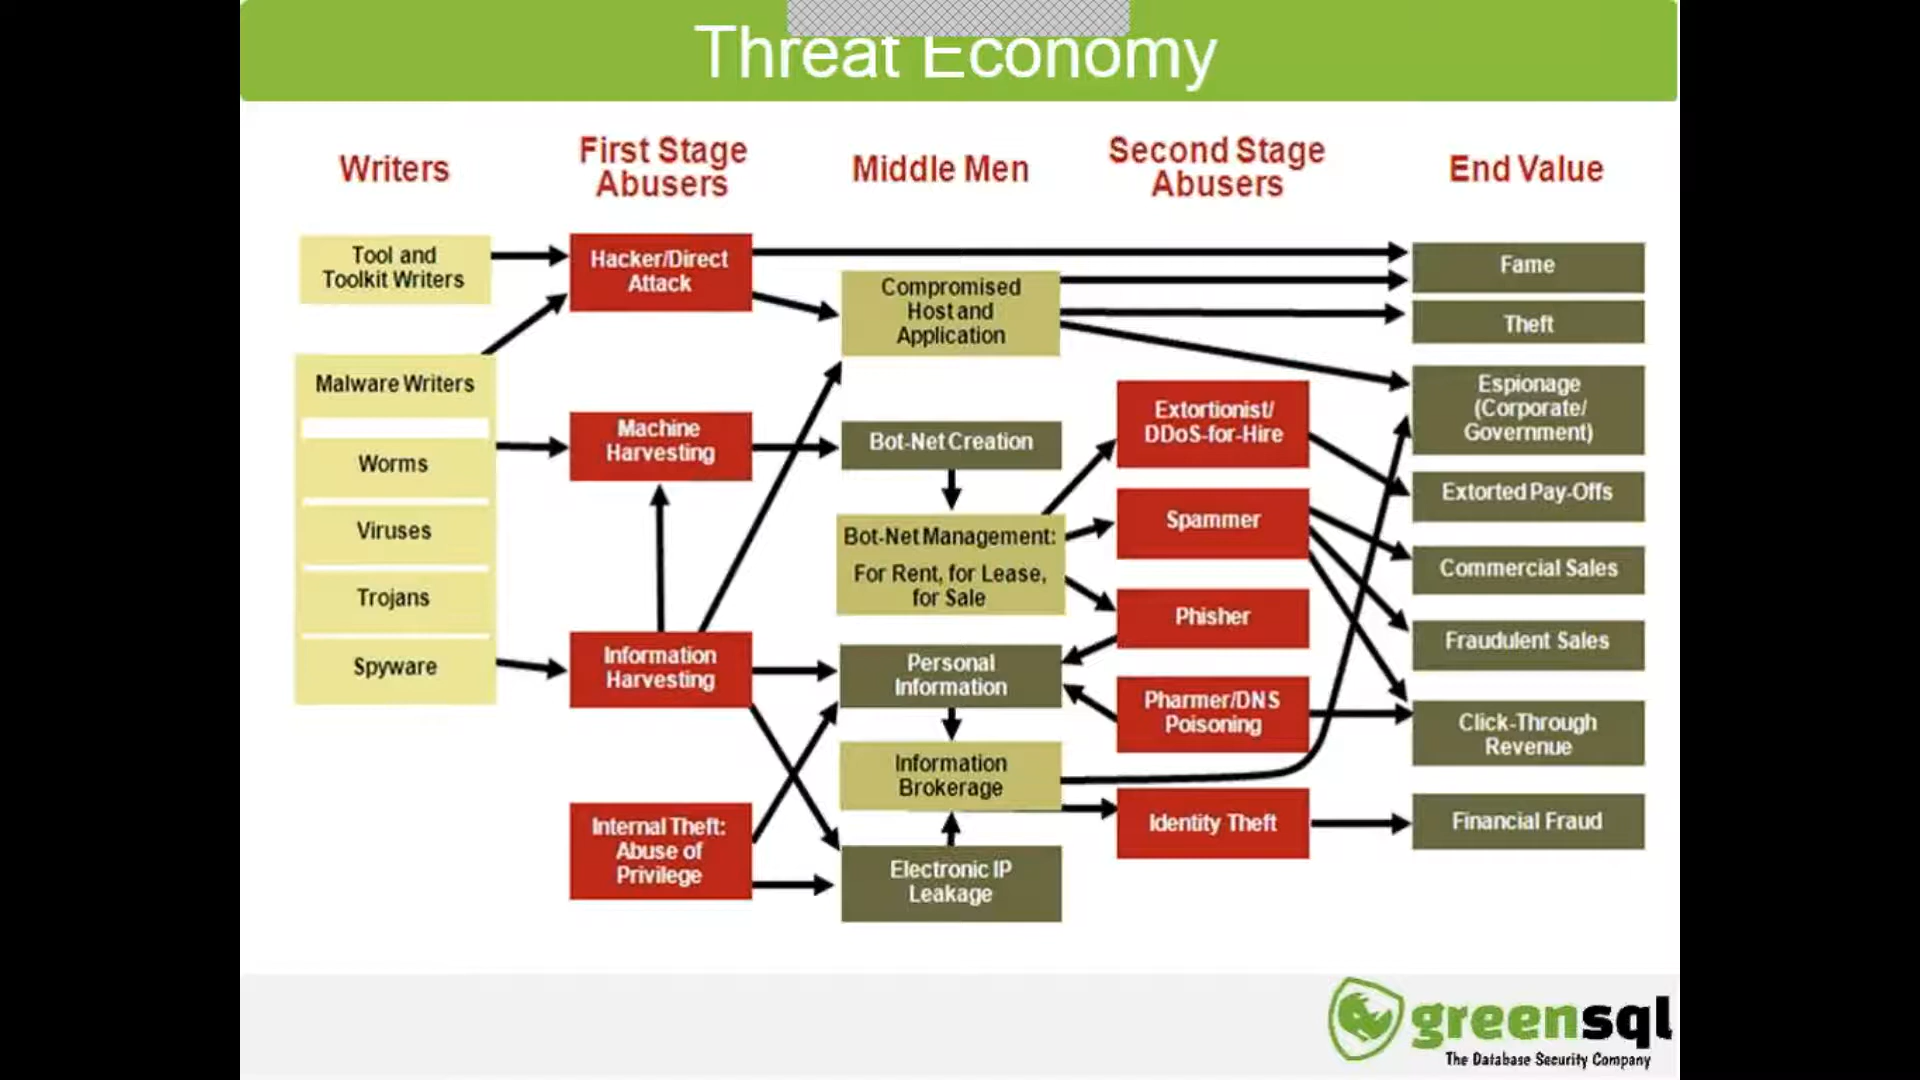 Threat Economy
Writers
First Stage
Abusers
Middle Men
Second Stage
Abusers
End Value
Tool and
Toolkit Writers
Malware Writers
Worms
Viruses
Trojans
Spyware
Hacker/Direct
Attack
Machine
Harvesting
Information
Harvesting
Internal Theft:
Abuse of
Privilege
Compromised
Host and
Application
Bot-Net Creation
Bot-Net Management:
For Rent, for Lease,
for Sale
Personal
Information
Information
Brokerage
Electronic IP
Leakage
Extortionist/
DDoS-for-Hire
Spammer
Phisher
Pharmer/DNS
Poisoning
Identity Theft
Fame
Theft
Espionage
(Corporate/
Government)
Extorted Pay-Offs
Commercial Sales
Fraudulent Sales
Click-Through
Revenue
Financial Fraud
greensql
The Database Security Company